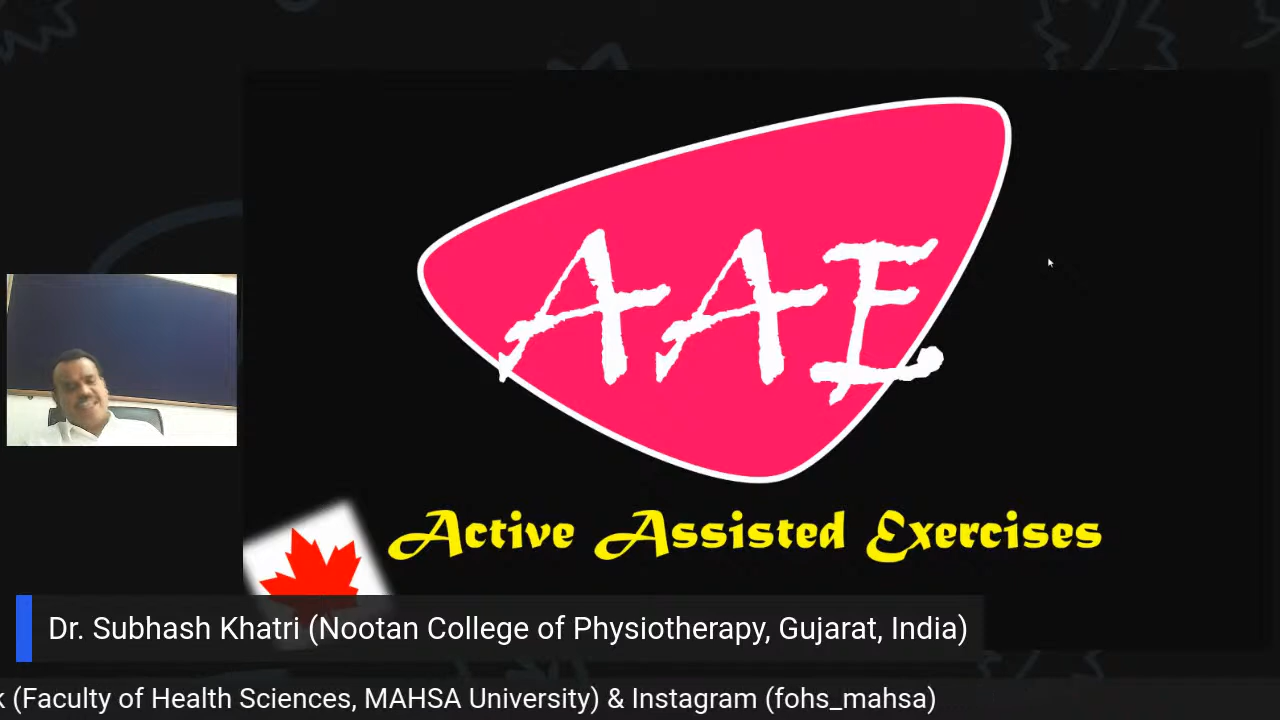 AAE
Active Assisted Exercises
Dr. Subhash Khatri (Nootan College of Physiotherapy, Gujarat, India)
(Faculty of Health Sciences, MAHSA University) & Instagram (fohs_mahsa)